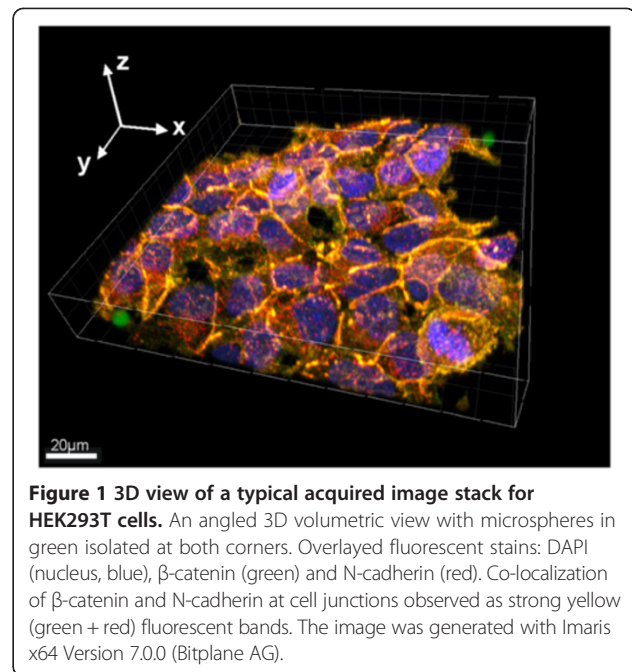 z
x
y
20µm
Figure 1 3D view of a typical acquired image stack for
HEK293T cells. An angled 3D volumetric view with microspheres in
green isolated at both corners. Overlayed fluorescent stains: DAPI
(nucleus, blue), β-catenin (green) and N-cadherin (red). Co-localization
of β-catenin and N-cadherin at cell junctions observed as strong yellow
(green + red) fluorescent bands. The image was generated with Imaris
x64 Version 7.0.0 (Bitplane AG).